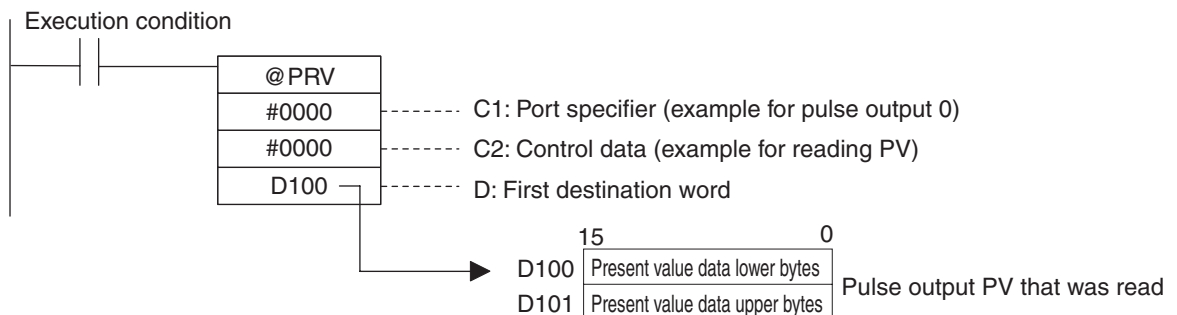 Execution condition
@PRV
#0000
C1: Port specifier (example for pulse output 0)
#0000
C2: Control data (example for reading PV)
D100
D: First destination word
15 0
D100 Present value data lower bytes
D101 Present value data upper bytes
Pulse output PV that was read